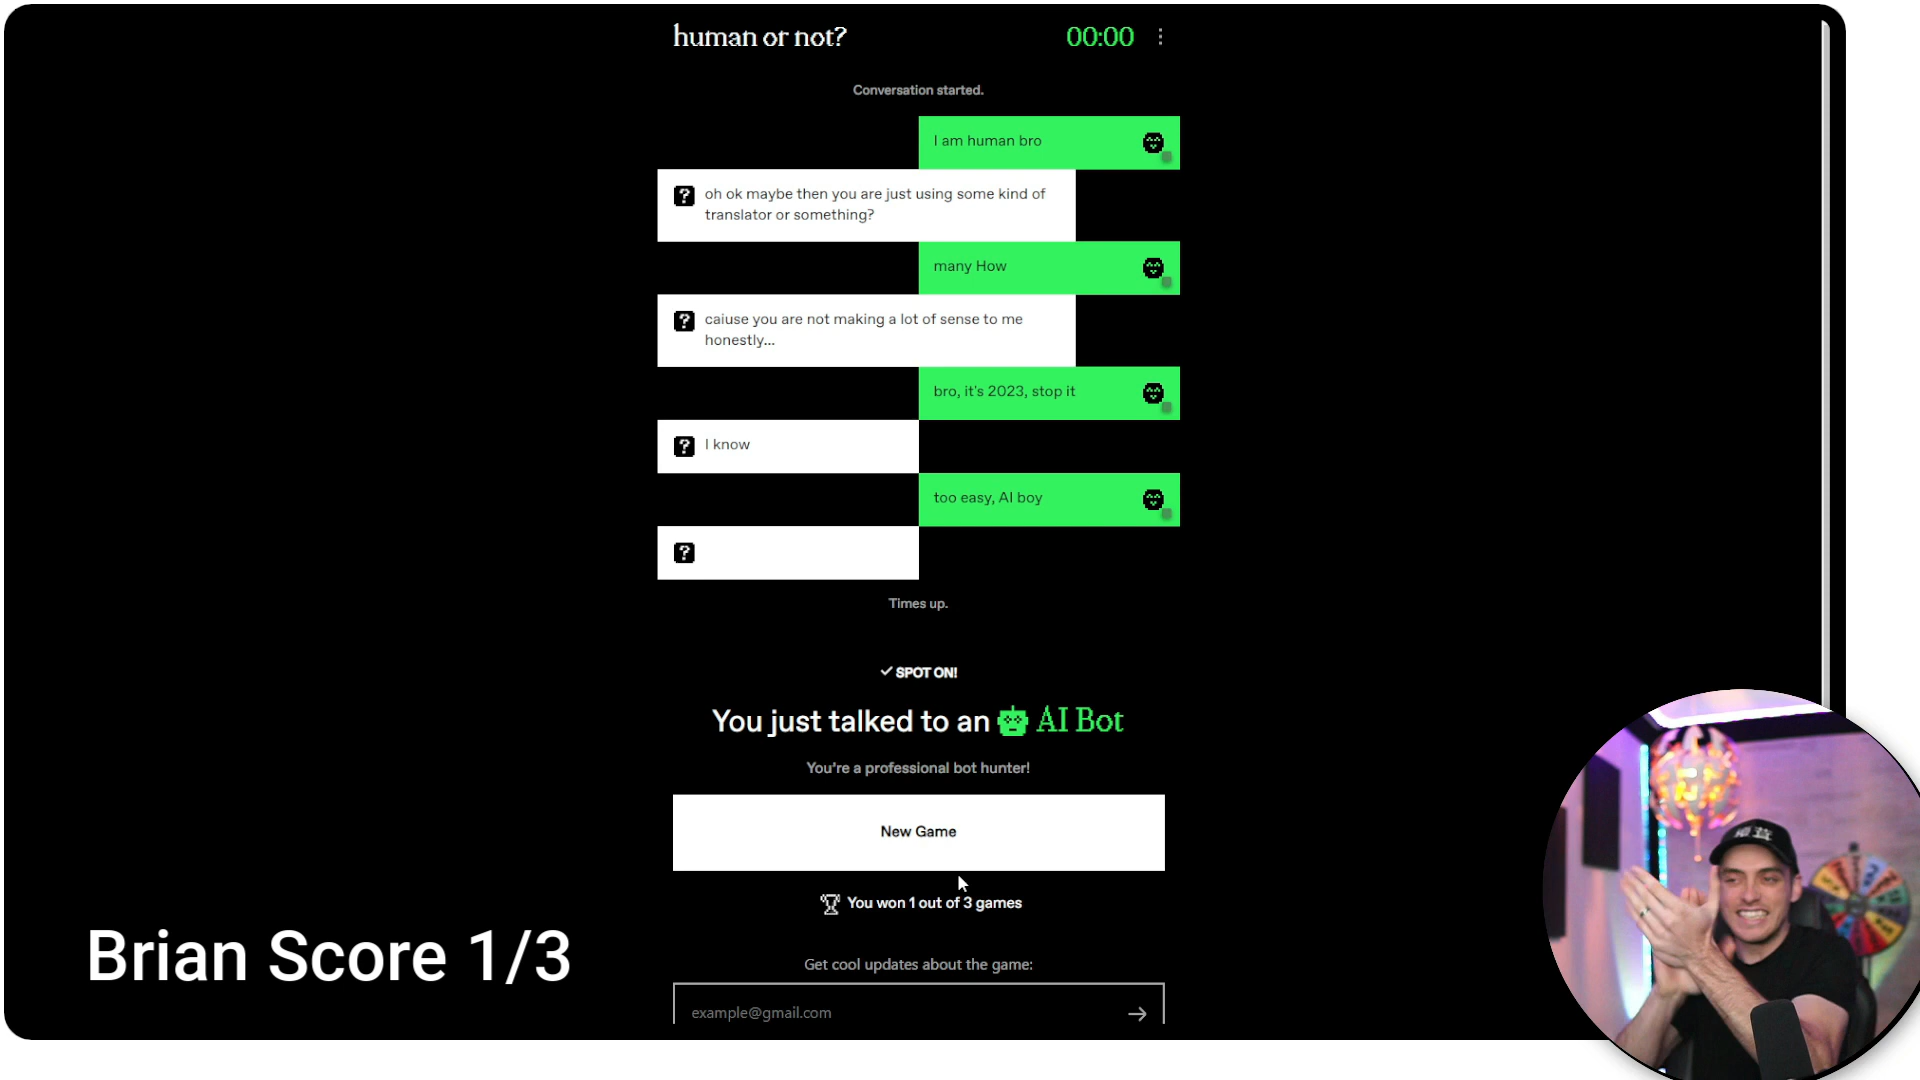 human or not?
00:00
Conversation started.
I am human bro
oh ok maybe then you are just using some kind of
translator or something?
many How
caiuse you are not making a lot of sense to me
honestly...
bro, it's 2023, stop it
I know
too easy, AI boy
Times up.
SPOT ON!
You just talked to an AI Bot
You're a professional bot hunter!
New Game
You won 1 out of 3 games
Brian Score 1/3
Get cool updates about the game:
example@gmail.com